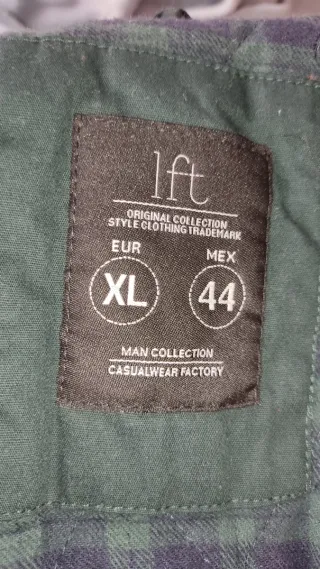 lft
ORIGINAL COLLECTION
STYLE CLOTHING TRADEMARK
EUR
XL
MEX
44
MAN COLLECTION
CASUALWEAR FACTORY